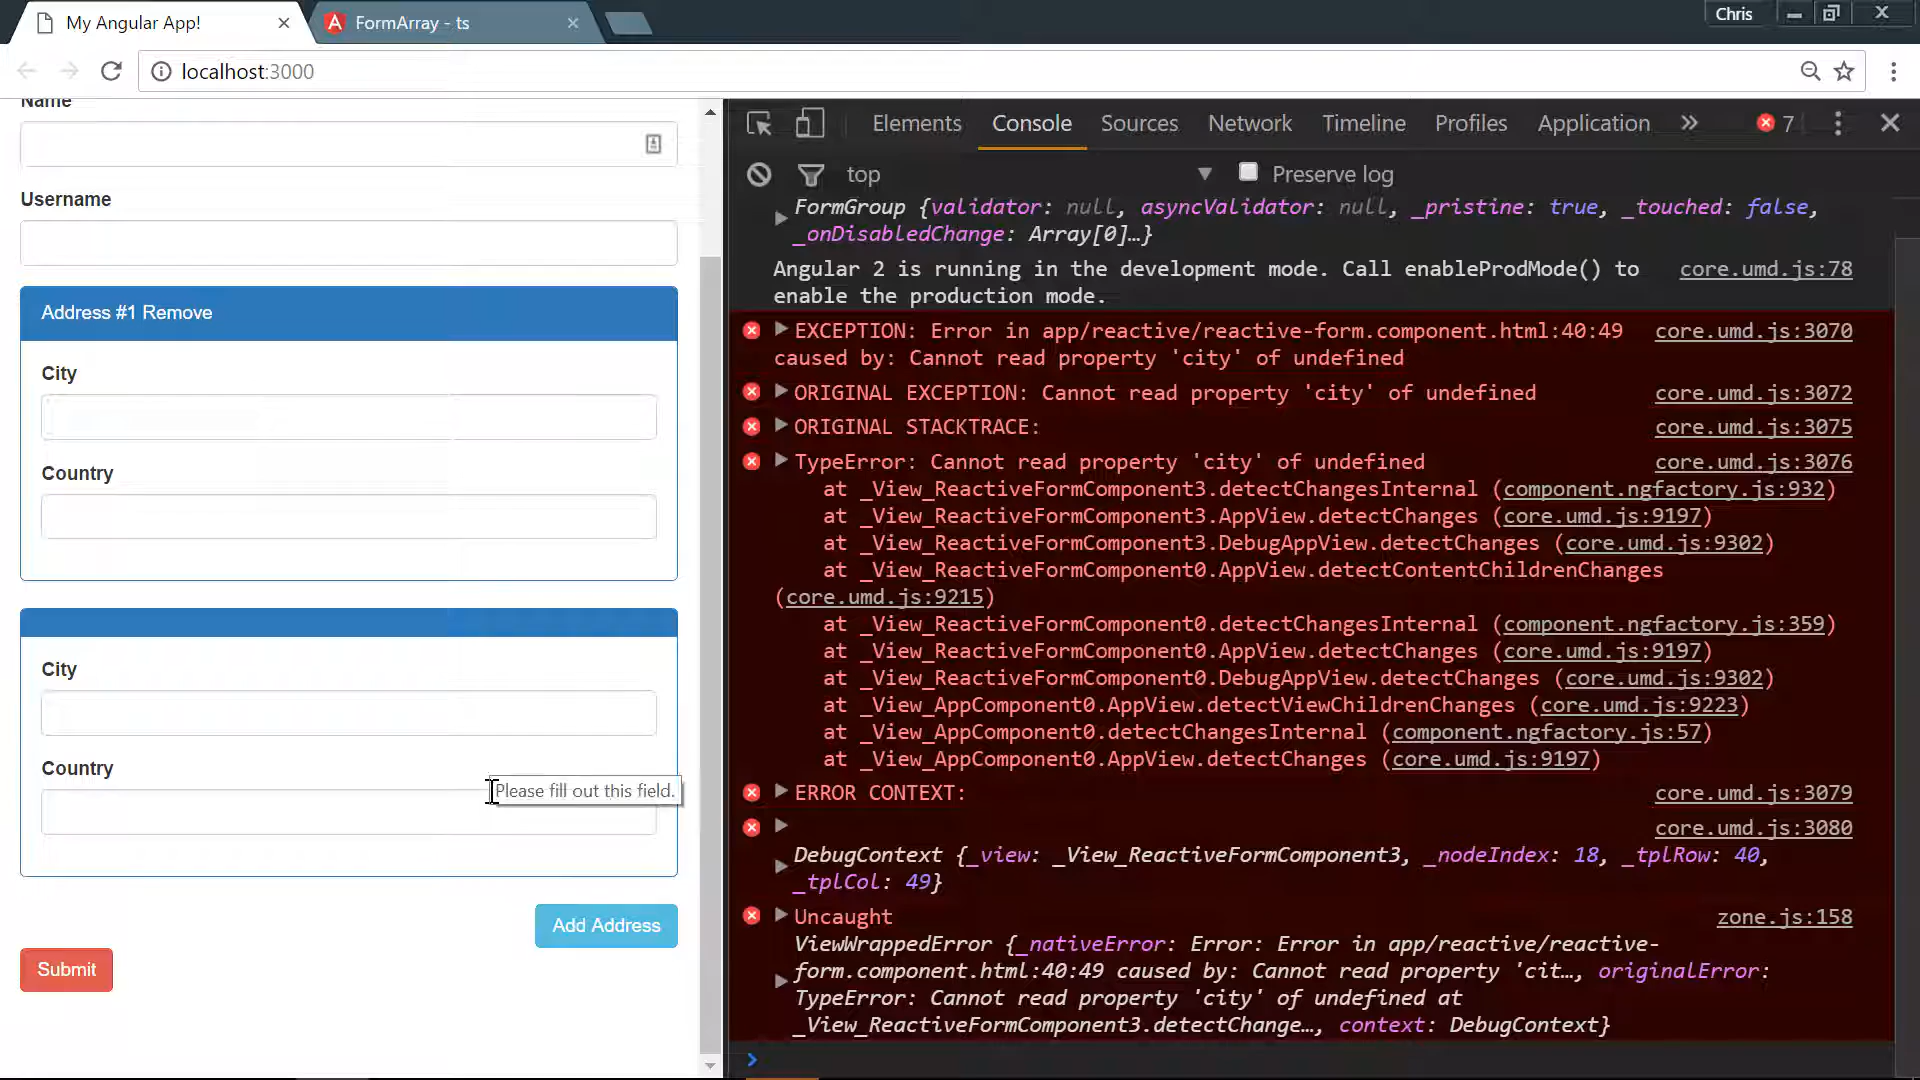 My Angular App!
FormArray - ts
Chris
localhost:3000
Name
Username
Address #1 Remove
City
Country
City
Country
Please fill out this field.
Add Address
Submit
Elements Console Sources Network Timeline Profiles Application 7
top Preserve log
FormGroup {validator: null, asyncValidator: null, _pristine: true, _touched: false,
_onDisabledChange: Array[0]…}
Angular 2 is running in the development mode. Call enableProdMode() to core.umd.js:78
enable the production mode.
EXCEPTION: Error in app/reactive/reactive-form.component.html:40:49 core.umd.js:3070
caused by: Cannot read property 'city' of undefined
ORIGINAL EXCEPTION: Cannot read property 'city' of undefined core.umd.js:3072
ORIGINAL STACKTRACE: core.umd.js:3075
TypeError: Cannot read property 'city' of undefined core.umd.js:3076
at _View_ReactiveFormComponent3.detectChangesInternal (component.ngfactory.js:932)
at _View_ReactiveFormComponent3.AppView.detectChanges (core.umd.js:9197)
at _View_ReactiveFormComponent3.DebugAppView.detectChanges (core.umd.js:9302)
at _View_ReactiveFormComponent0.AppView.detectContentChildrenChanges
(core.umd.js:9215)
at _View_ReactiveFormComponent0.detectChangesInternal (component.ngfactory.js:359)
at _View_ReactiveFormComponent0.AppView.detectChanges (core.umd.js:9197)
at _View_ReactiveFormComponent0.DebugAppView.detectChanges (core.umd.js:9302)
at _View_AppComponent0.AppView.detectViewChildrenChanges (core.umd.js:9223)
at _View_AppComponent0.detectChangesInternal (component.ngfactory.js:57)
at _View_AppComponent0.AppView.detectChanges (core.umd.js:9197)
ERROR CONTEXT: core.umd.js:3079
core.umd.js:3080
DebugContext {_view: _View_ReactiveFormComponent3, _nodeIndex: 18, _tplRow: 40,
_tplCol: 49}
Uncaught zone.js:158
ViewWrappedError {_nativeError: Error: Error in app/reactive/reactive-
form.component.html:40:49 caused by: Cannot read property 'cit…, originalError:
TypeError: Cannot read property 'city' of undefined at
_View_ReactiveFormComponent3.detectChange…, context: DebugContext}